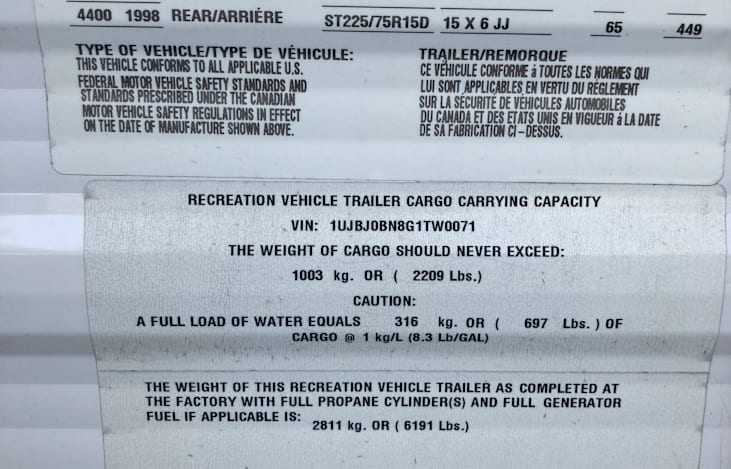 4400 1998 REAR/ARRIÉRE ST225/75R15D 15 X 6 JJ 65 449
TYPE OF VEHICLE/TYPE DE VÉHICULE: TRAILER/REMORQUE
THIS VEHICLE CONFORMS TO ALL APPLICABLE U.S.
FEDERAL MOTOR VEHICLE SAFETY STANDARDS AND
STANDARDS PRESCRIBED UNDER THE CANADIAN
MOTOR VEHICLE SAFETY REGULATIONS IN EFFECT
ON THE DATE OF MANUFACTURE SHOWN ABOVE.
CE VÉHICULE CONFORME á TOUTES LES NORMES QUI
LUI SONT APPLICABLES EN VERTU DU RÉGLEMENT
SUR LA SÉCURITE DE VÉHICULES AUTOMOBILES
DU CANADA ET DES ETATS UNIS EN VIGUEUR á LA DATE
DE SA FABRICATION CI-DESSUS.
RECREATION VEHICLE TRAILER CARGO CARRYING CAPACITY
VIN: 1UJBJ0BN8G1TW0071
THE WEIGHT OF CARGO SHOULD NEVER EXCEED:
1003 kg. OR ( 2209 Lbs.)
CAUTION:
A FULL LOAD OF WATER EQUALS 316 kg. OR ( 697 Lbs. ) OF
CARGO @ 1 kg/L (8.3 Lb/GAL)
THE WEIGHT OF THIS RECREATION VEHICLE TRAILER AS COMPLETED AT
THE FACTORY WITH FULL PROPANE CYLINDER(S) AND FULL GENERATOR
FUEL IF APPLICABLE IS:
2811 kg. OR ( 6191 Lbs.)